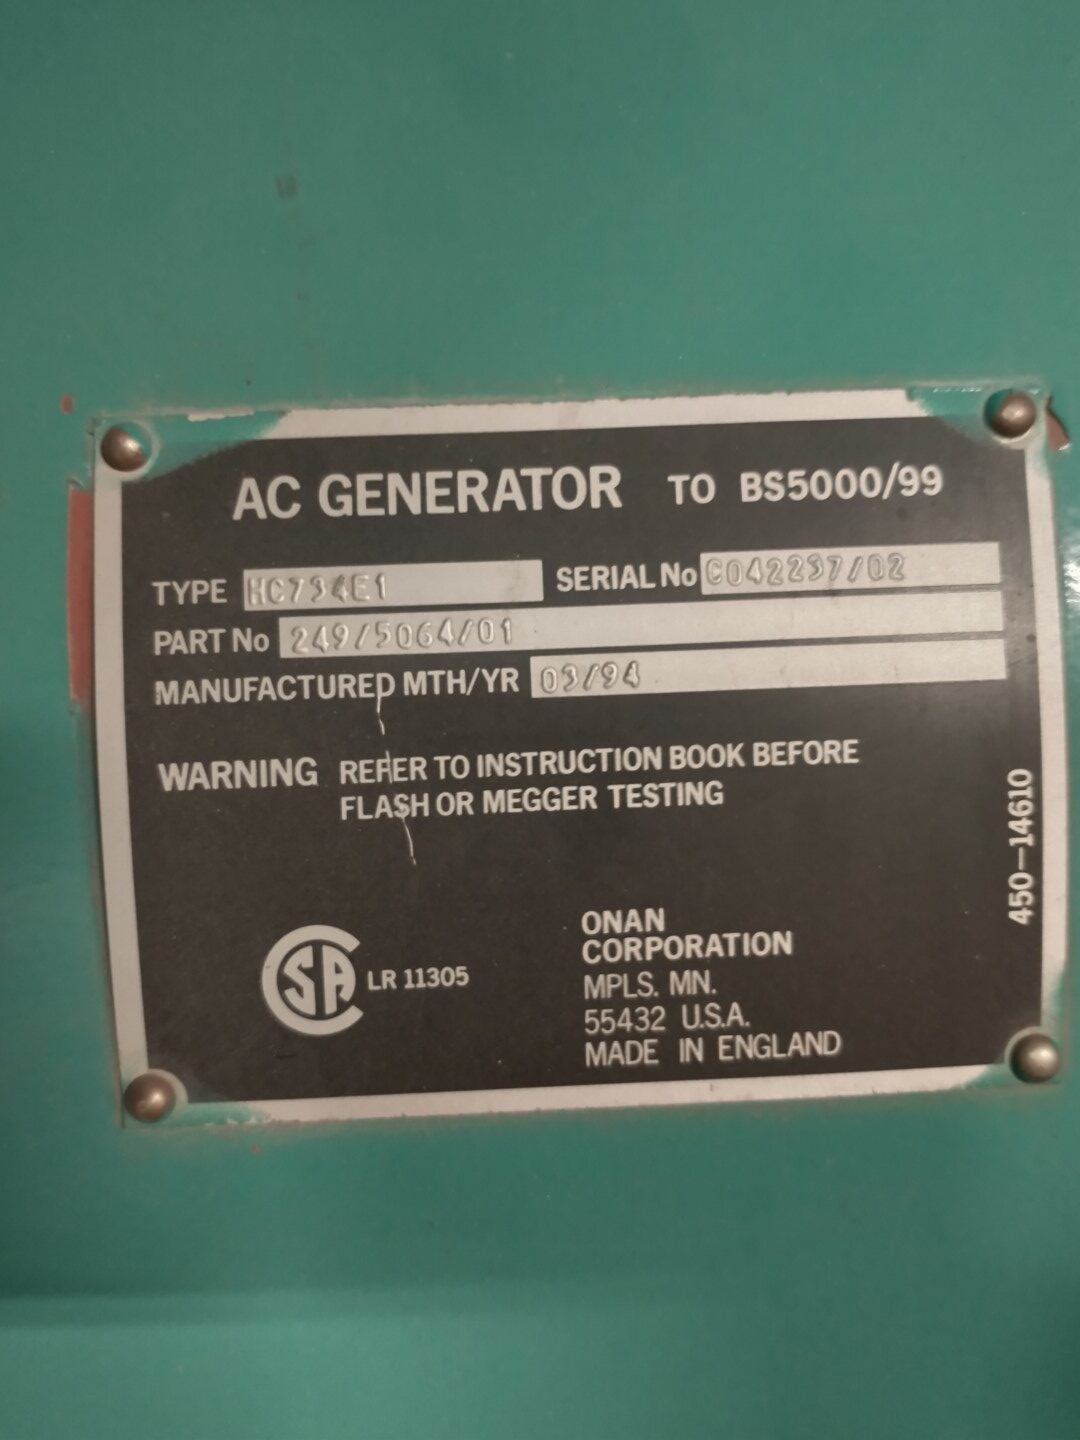 AC GENERATOR TO BS5000/99
TYPE HC734E1 SERIAL No C042237/02
PART No 249/5064/01
MANUFACTURED MTH/YR 03/94
WARNING REFER TO INSTRUCTION BOOK BEFORE
FLASH OR MEGGER TESTING
450-14610
SA LR 11305
ONAN
CORPORATION
MPLS. MN.
55432 U.S.A.
MADE IN ENGLAND